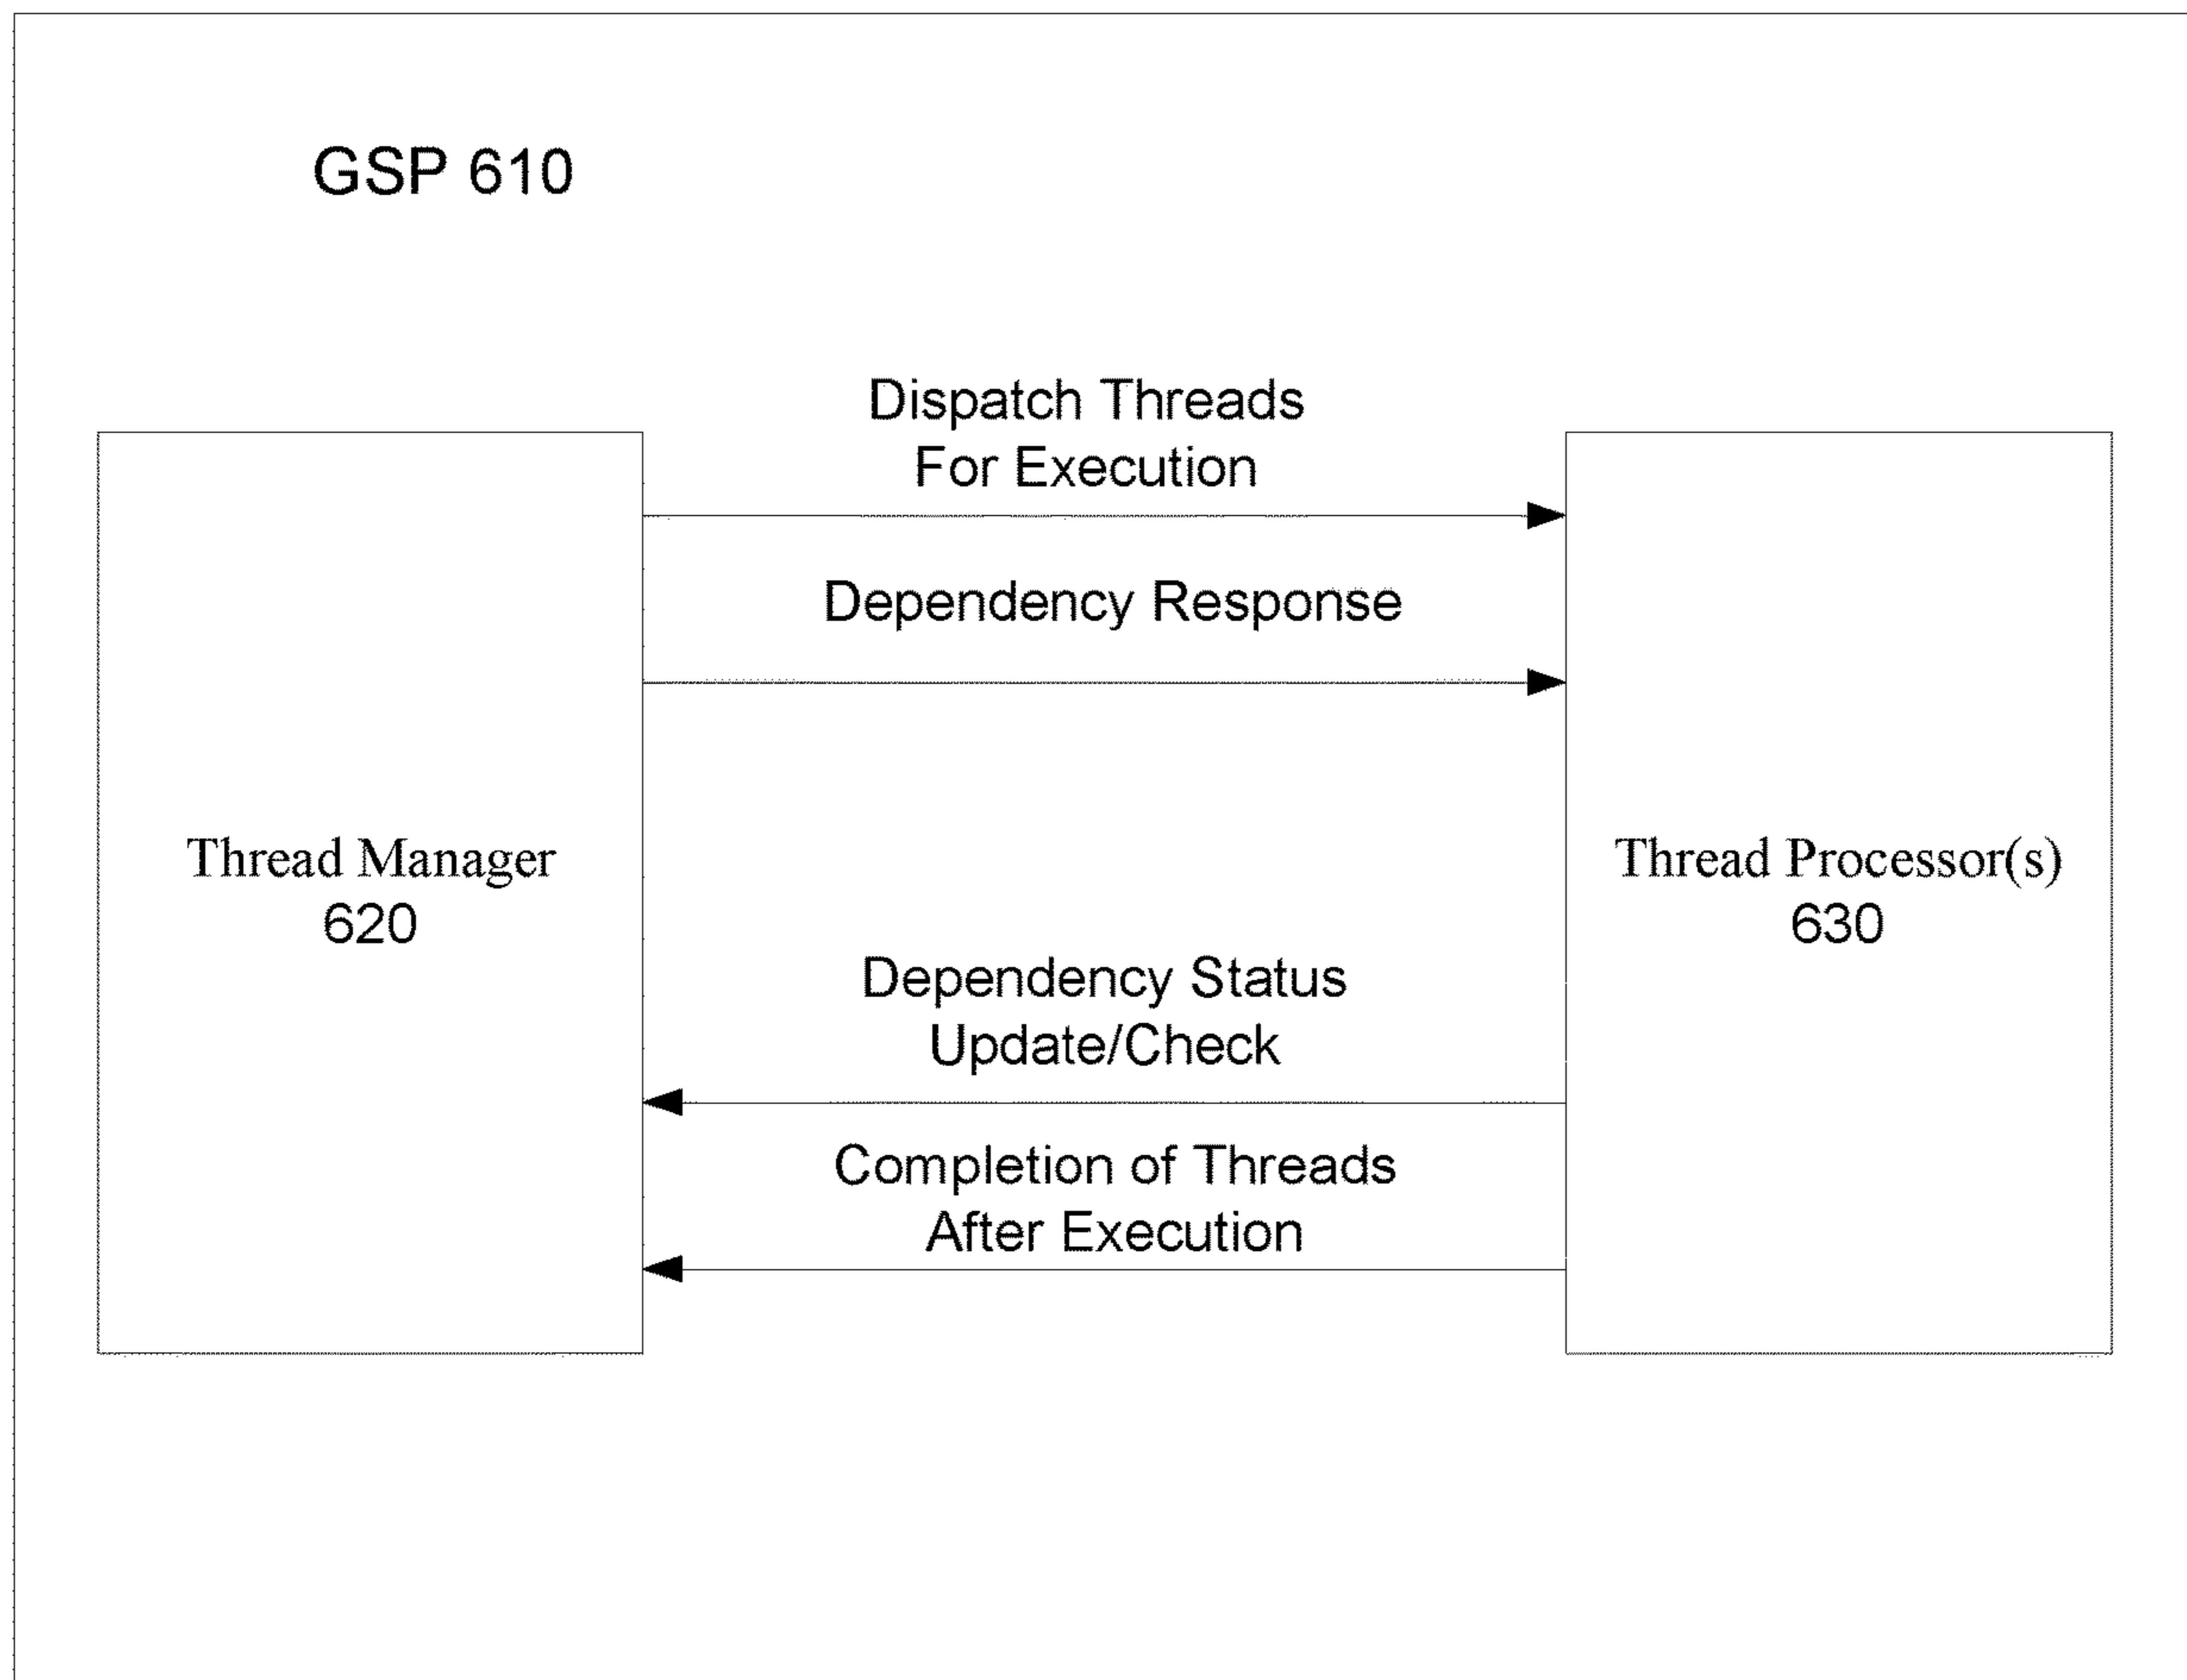 GSP 610
Dispatch Threads
For Execution
Dependency Response
Thread Manager
620
Thread Processor(s)
630
Dependency Status
Update/Check
Completion of Threads
After Execution